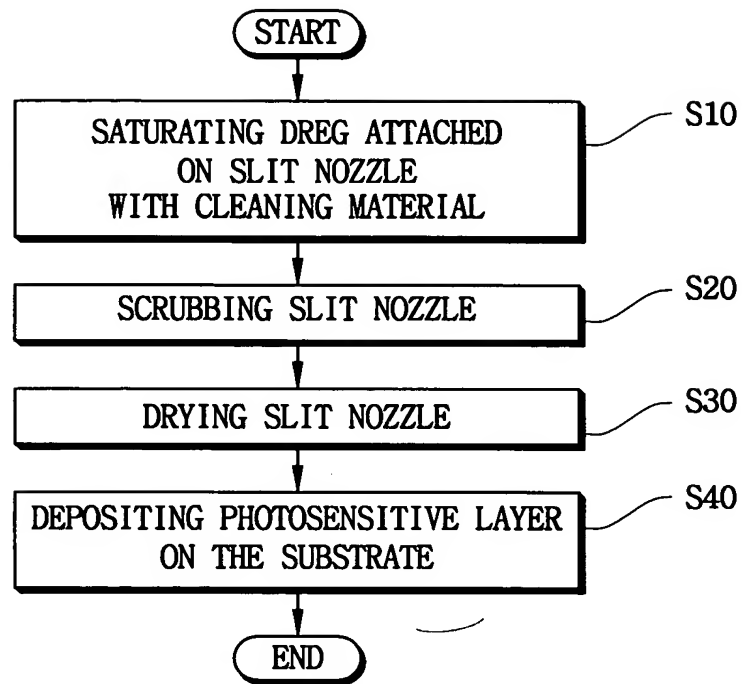 START
SATURATING DREG ATTACHED
ON SLIT NOZZLE
WITH CLEANING MATERIAL
S10
SCRUBBING SLIT NOZZLE
S20
DRYING SLIT NOZZLE
S30
DEPOSITING PHOTOSENSITIVE LAYER
ON THE SUBSTRATE
S40
END